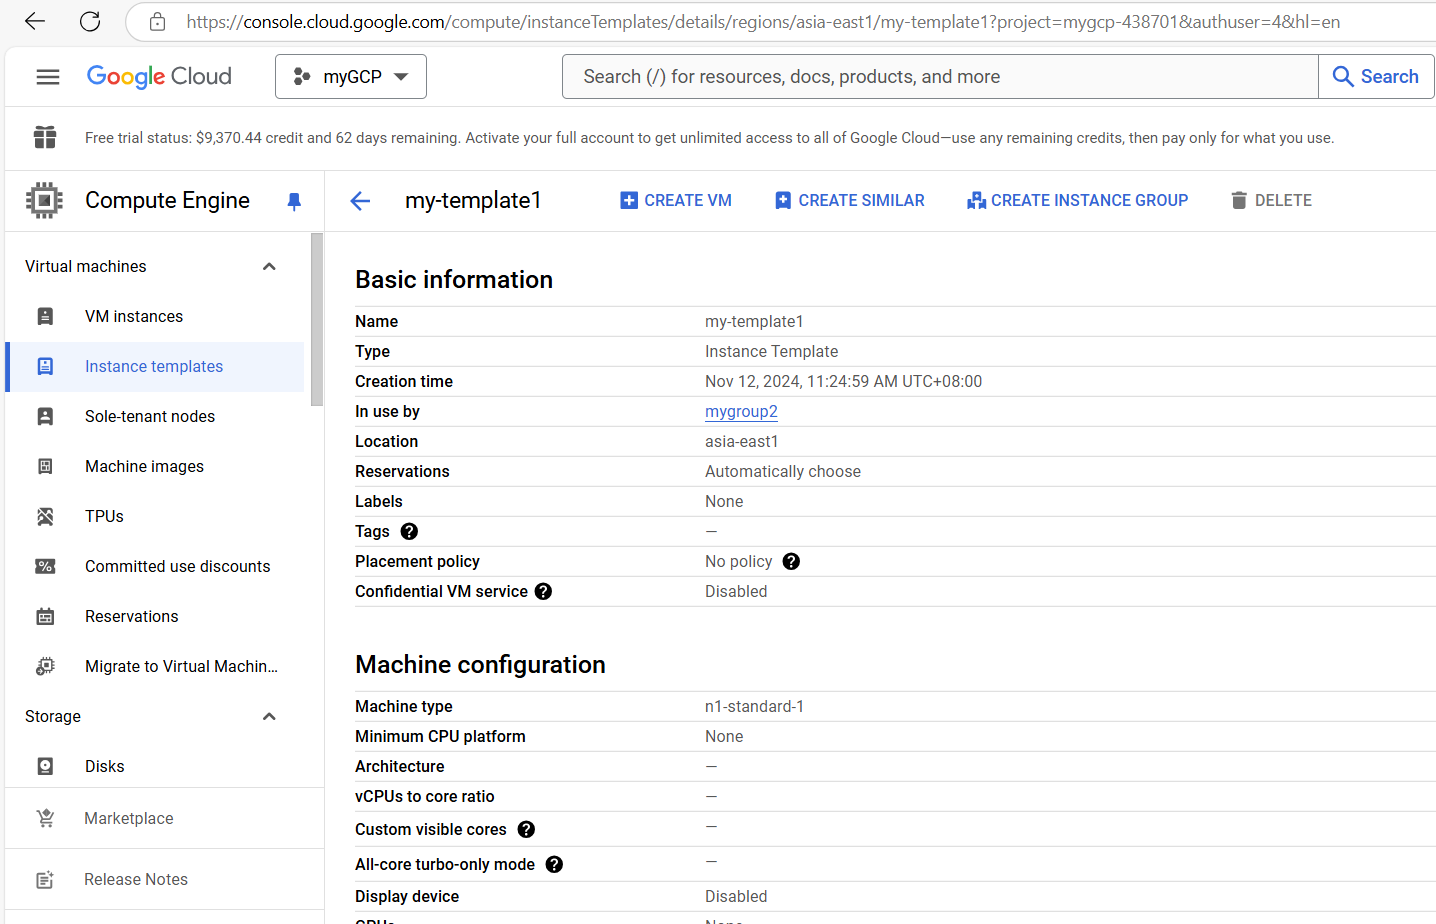 https://console.cloud.google.com/compute/instanceTemplates/details/regions/asia-east1/my-template1?project=mygcp-438701&authuser=4&hl=en
Google Cloud
myGCP
Search (/) for resources, docs, products, and more
Search
Free trial status: $9,370.44 credit and 62 days remaining. Activate your full account to get unlimited access to all of Google Cloud—use any remaining credits, then pay only for what you use.
Compute Engine
my-template1
CREATE VM
CREATE SIMILAR
CREATE INSTANCE GROUP
DELETE
Virtual machines
VM instances
Instance templates
Sole-tenant nodes
Machine images
TPUs
Committed use discounts
Reservations
Migrate to Virtual Machin...
Storage
Disks
Marketplace
Release Notes
Basic information
Name my-template1
Type Instance Template
Creation time Nov 12, 2024, 11:24:59 AM UTC+08:00
In use by mygroup2
Location asia-east1
Reservations Automatically choose
Labels None
Tags —
Placement policy No policy
Confidential VM service Disabled
Machine configuration
Machine type n1-standard-1
Minimum CPU platform None
Architecture —
vCPUs to core ratio —
Custom visible cores —
All-core turbo-only mode —
Display device Disabled